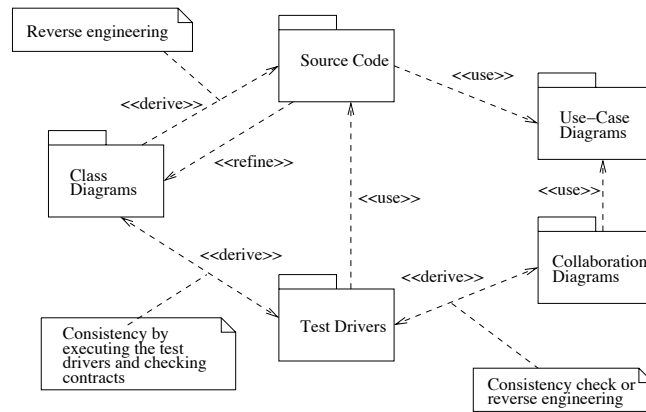 Reverse engineering
Source Code
<<use>>
<<derive>>
Use−Case
Diagrams
<<refine>>
Class
Diagrams
<<use>>
<<use>>
<<derive>>
<<derive>>
Collaboration
Diagrams
Test Drivers
Consistency by
executing the test
drivers and checking
contracts
Consistency check or
reverse engineering